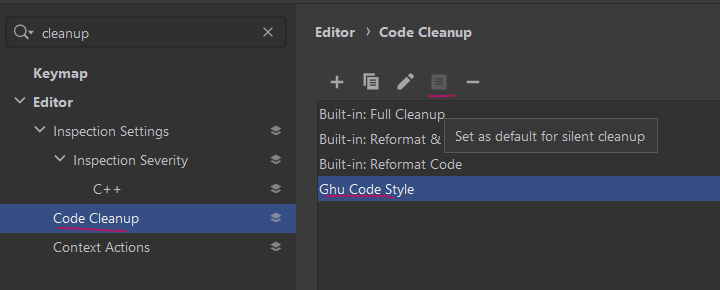 cleanup
Keymap
Editor
Inspection Settings
Inspection Severity
C++
Code Cleanup
Context Actions
Editor › Code Cleanup
Built-in: Full Cleanup
Built-in: Reformat &
Set as default for silent cleanup
Built-in: Reformat Code
Ghu Code Style